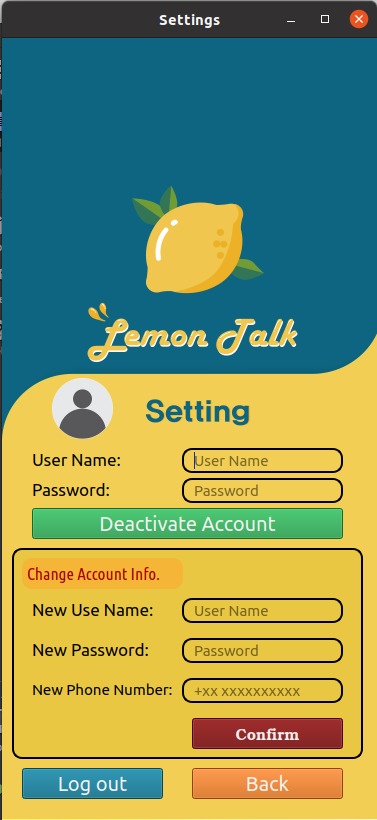 Settings
Lemon Talk
Setting
User Name: User Name
Password: Password
Deactivate Account
Change Account Info.
New Use Name: User Name
New Password: Password
New Phone Number: +xx xxxxxxxxxx
Confirm
Log out Back